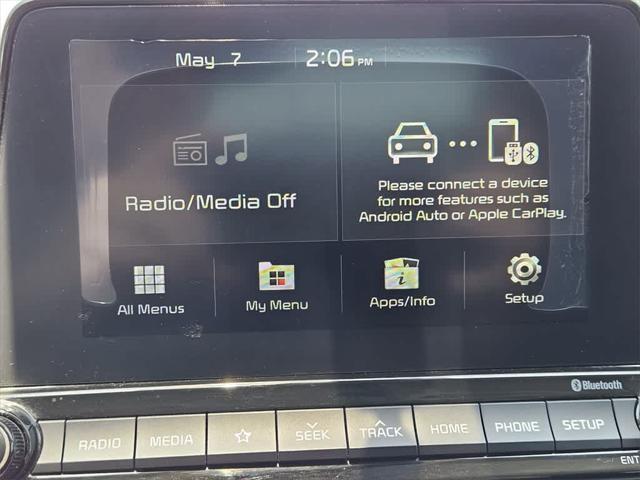 May 7 2:06 PM
Radio/Media Off
Please connect a device
for more features such as
Android Auto or Apple CarPlay.
All Menus
My Menu
Apps/Info
Setup
Bluetooth
RADIO
MEDIA
SEEK
TRACK
HOME
PHONE
SETUP
ENT